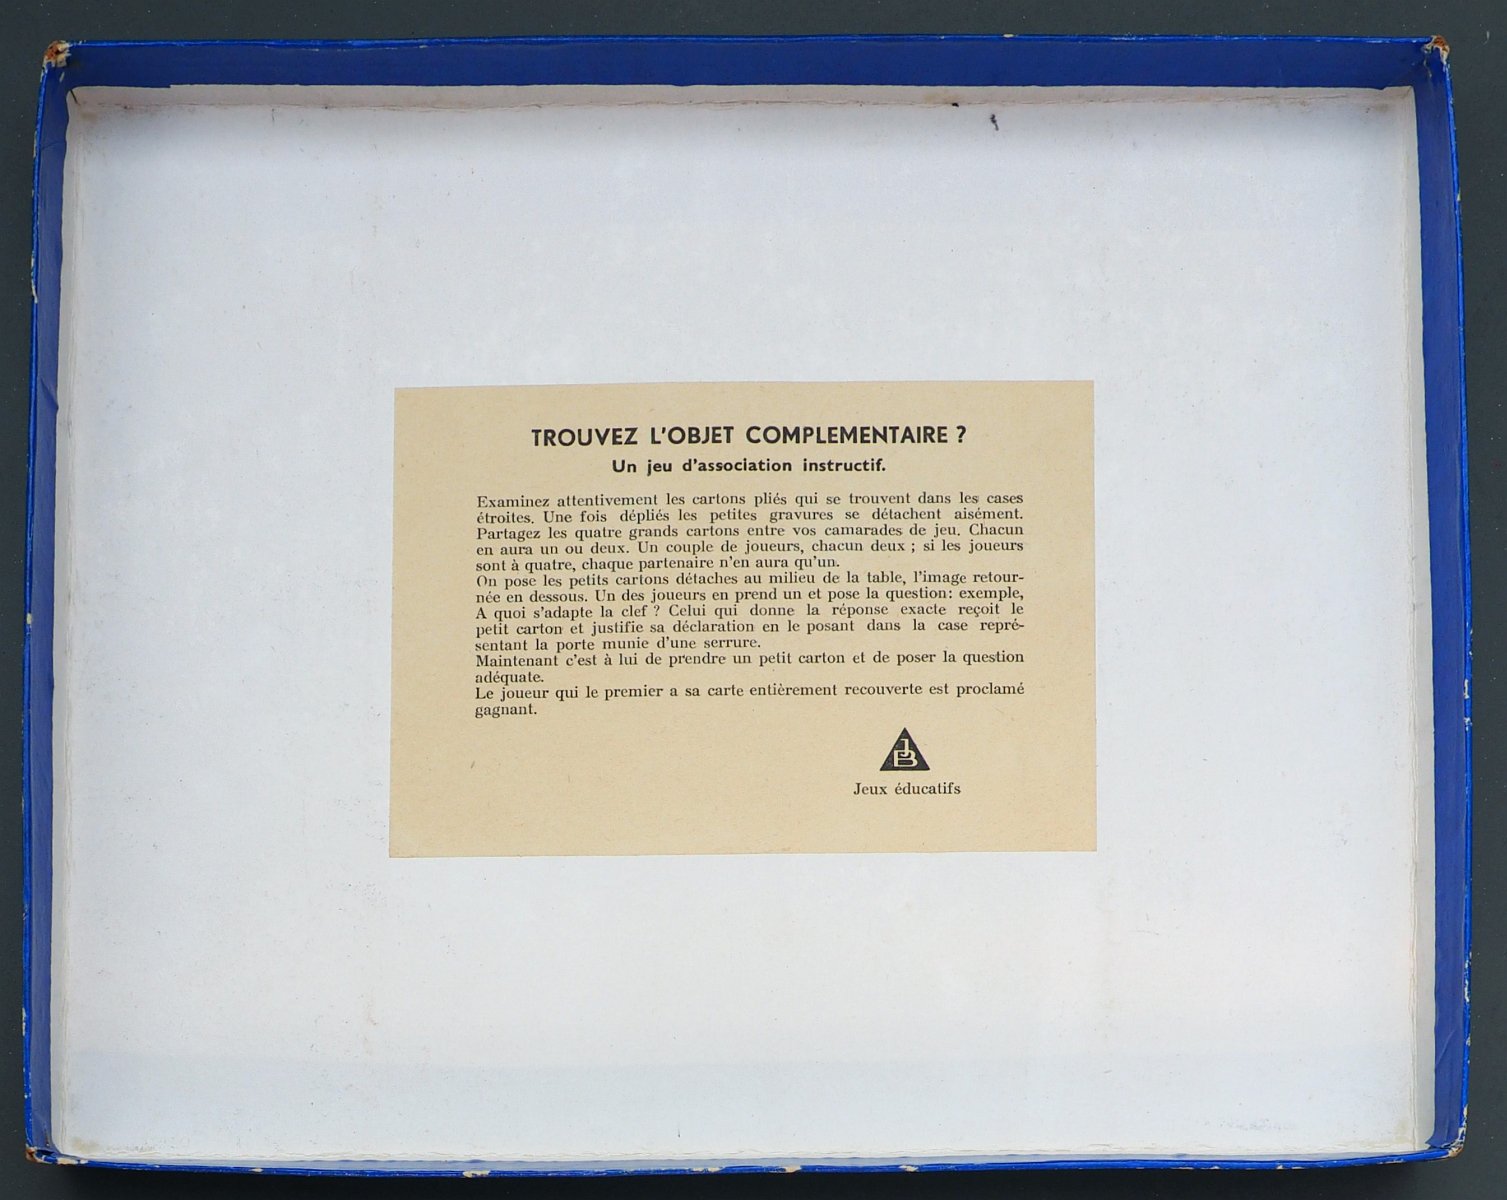 TROUVEZ L'OBJET COMPLEMENTAIRE ?
Un jeu d'association instructif.
Examinez attentivement les cartons pliés qui se trouvent dans les cases
étroites. Une fois dépliés les petites gravures se détachent aisément.
Partagez les quatre grands cartons entre vos camarades de jeu. Chacun
en aura un ou deux. Un couple de joueurs, chacun deux ; si les joueurs
sont à quatre, chaque partenaire n'en aura qu'un.
On pose les petits cartons détaches au milieu de la table, l'image retour-
née en dessous. Un des joueurs en prend un et pose la question: exemple,
A quoi s'adapte la clef ? Celui qui donne la réponse exacte reçoit le
petit carton et justifie sa déclaration en le posant dans la case repré-
sentant la porte munie d'une serrure.
Maintenant c'est à lui de prendre un petit carton et de poser la question
adéquate.
Le joueur qui le premier a sa carte entièrement recouverte est proclamé
gagnant.
JB
Jeux éducatifs